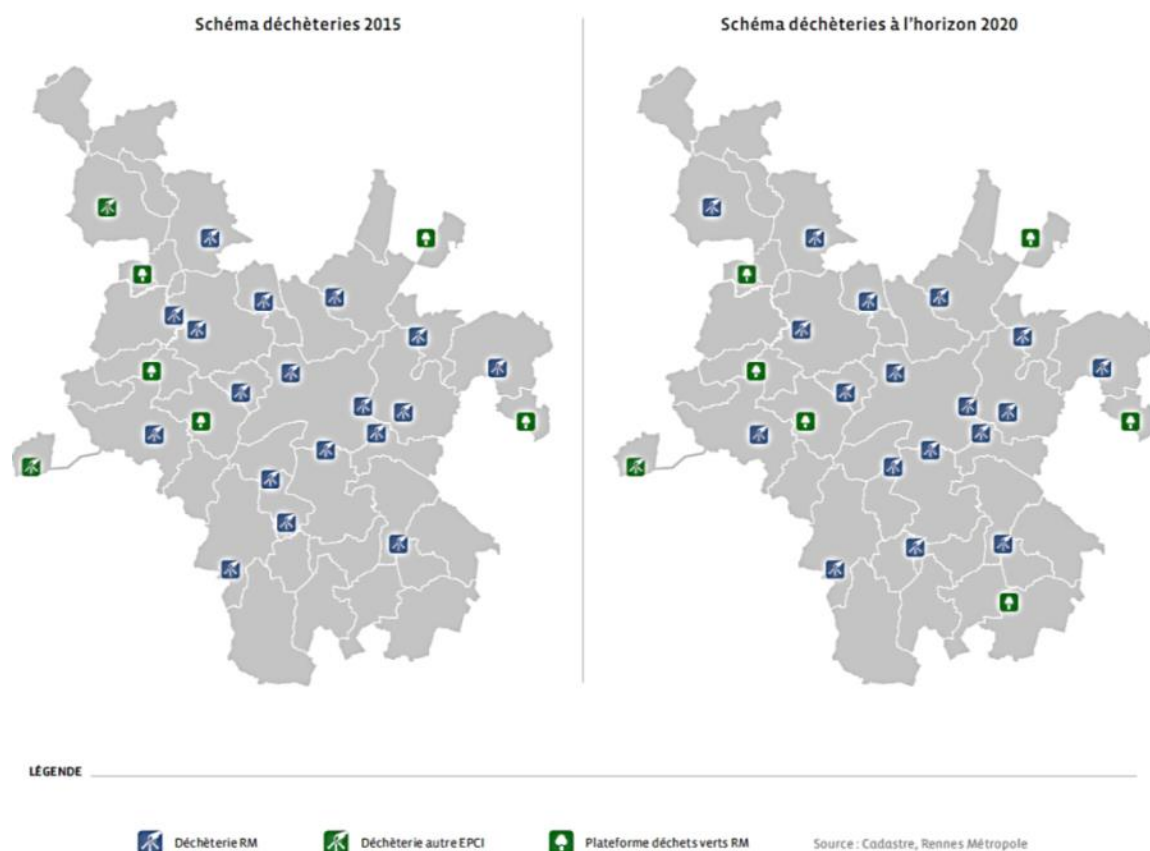 Schéma déchèteries 2015
Schéma déchèteries à l'horizon 2020
LÉGENDE
Déchèterie RM
Déchèterie autre EPCI
Plateforme déchets verts RM
Source : Cadastre, Rennes Métropole